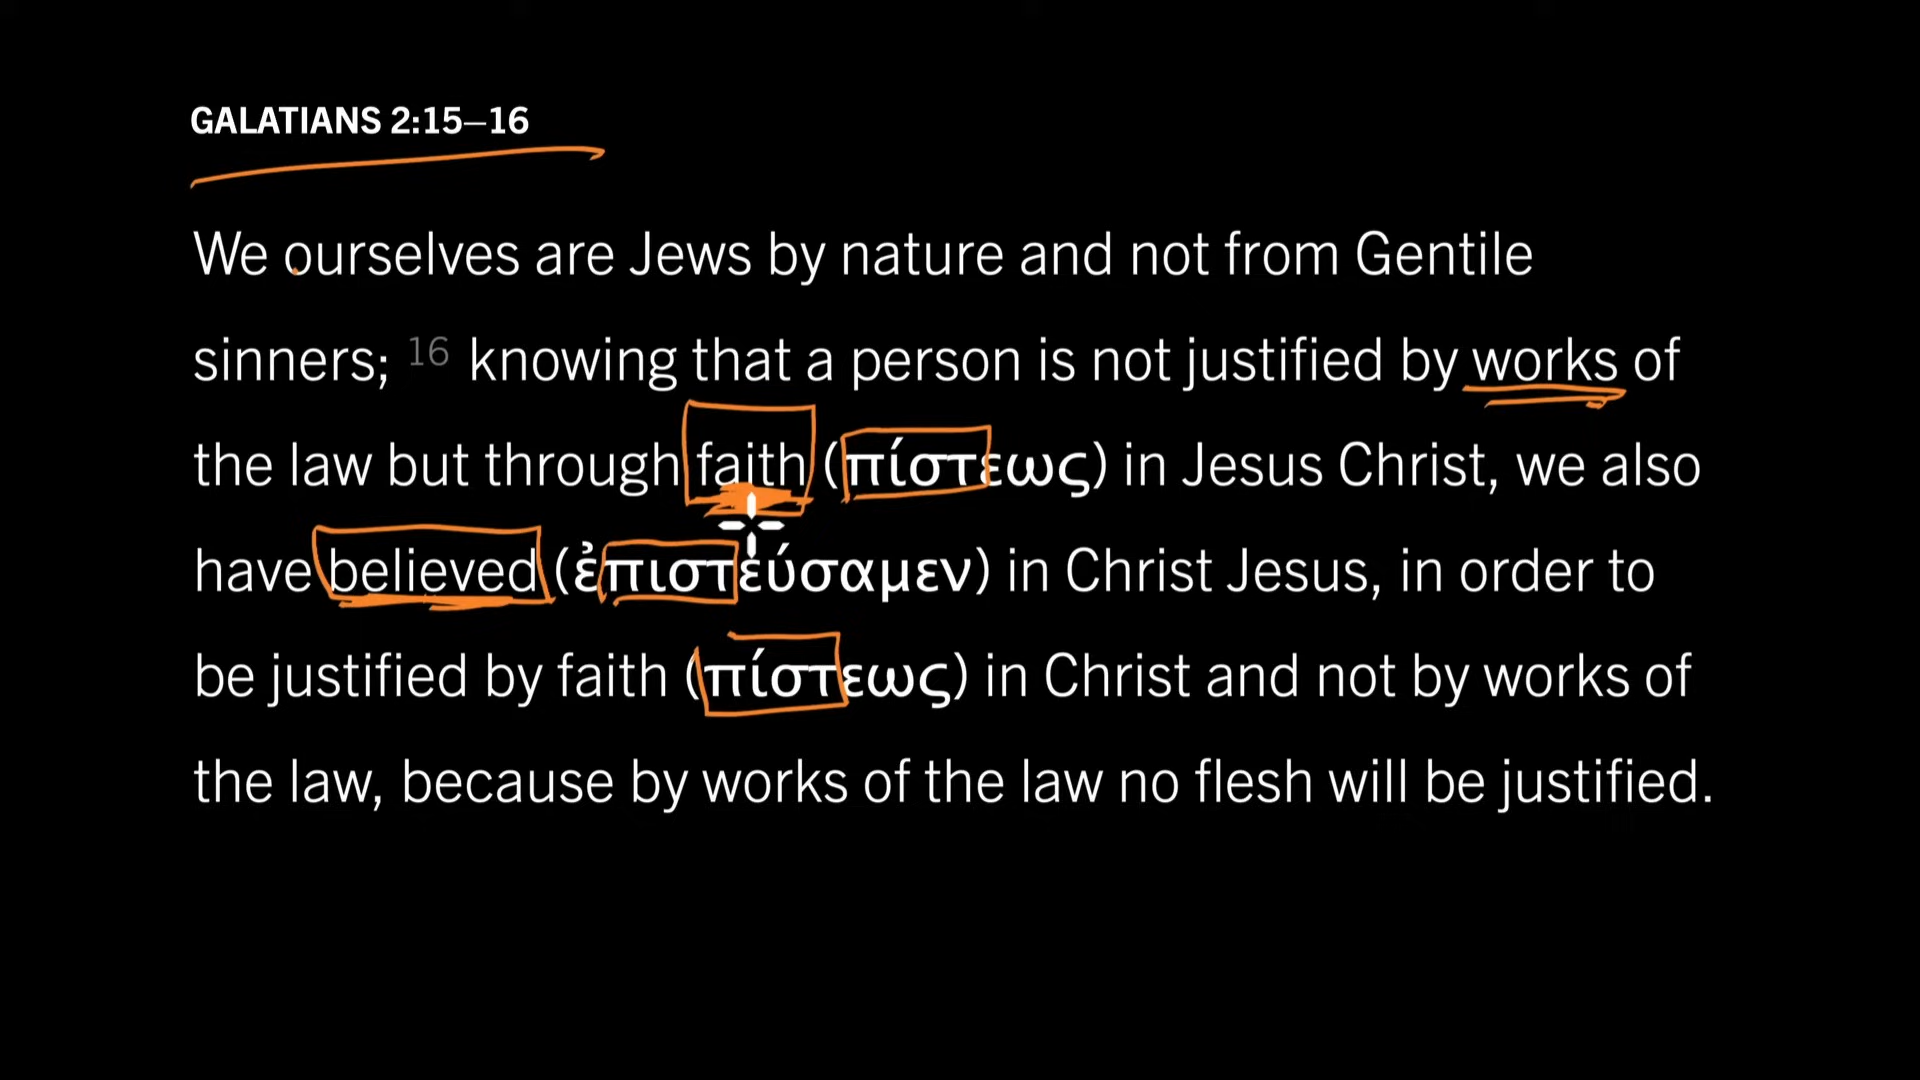 GALATIANS 2:15–16
We ourselves are Jews by nature and not from Gentile
sinners; 16 knowing that a person is not justified by works of
the law but through faith (πίστεως) in Jesus Christ, we also
have believed (ἐπιστεύσαμεν) in Christ Jesus, in order to
be justified by faith (πίστεως) in Christ and not by works of
the law, because by works of the law no flesh will be justified.